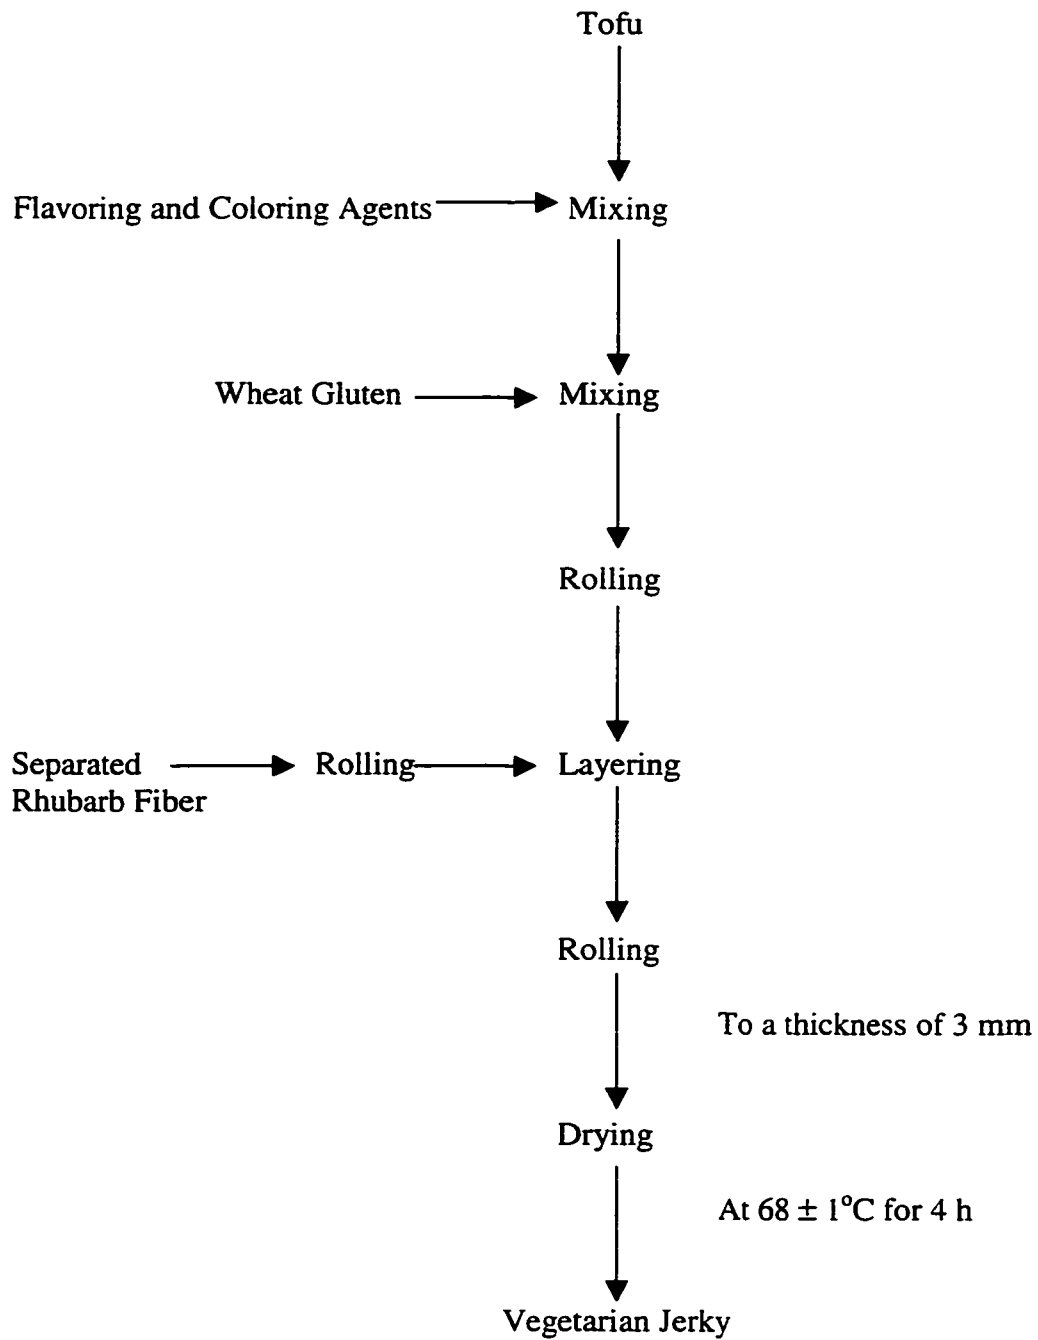 Tofu
Flavoring and Coloring Agents Mixing
Wheat Gluten Mixing
Rolling
Separated Rolling Layering
Rhubarb Fiber
Rolling
To a thickness of 3 mm
Drying
At 68 ± 1°C for 4 h
Vegetarian Jerky